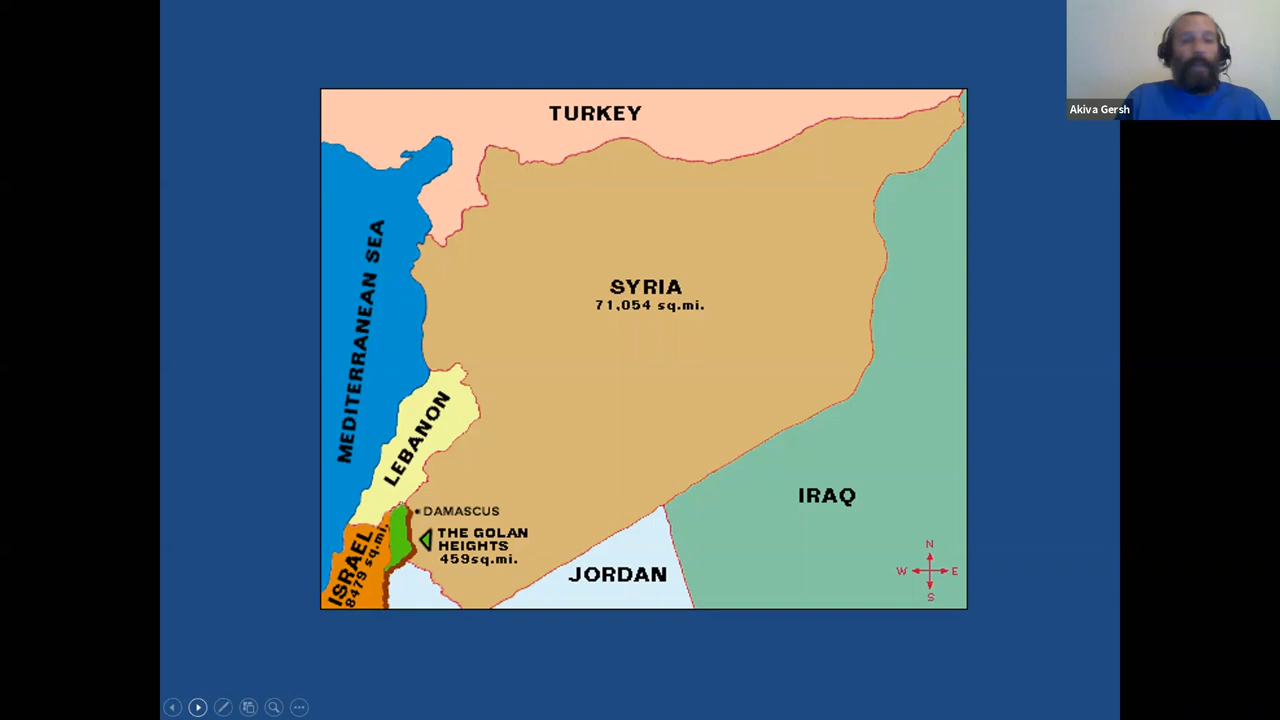 Akiva Gersh
TURKEY
MEDITERRANEAN SEA
SYRIA
71,054 sq.mi.
LEBANON
DAMASCUS
THE GOLAN
HEIGHTS
459sq.mi.
ISRAEL
8479 sq.mi.
JORDAN
IRAQ
N
W E
S